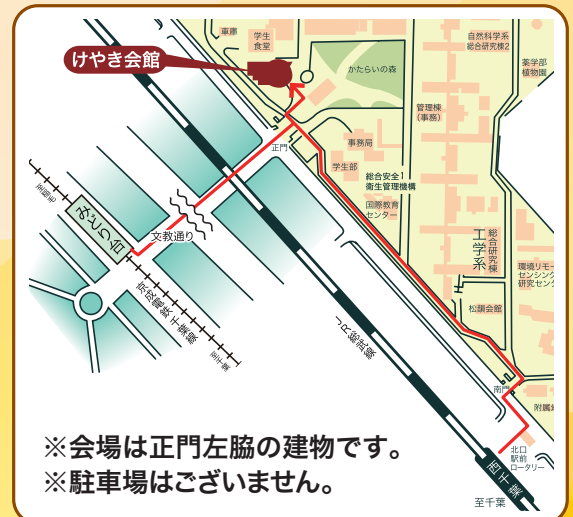 車庫
学生
食堂
自然科学系
総合研究棟2
けやき会館
かたらいの森
薬学部
植物園
管理棟
(事務)
正門
事務局
学生部
総合安全
衛生管理機構
国際教育
センター
みどり台
文教通り
工学系
総合研究棟
環境リモー
センシング
研究セン
松韻会館
京成電鉄千葉線
至千葉
JR総武線
南門
附属
北口
駅前
ロータリー
西千葉
至千葉
※会場は正門左脇の建物です。
※駐車場はございません。